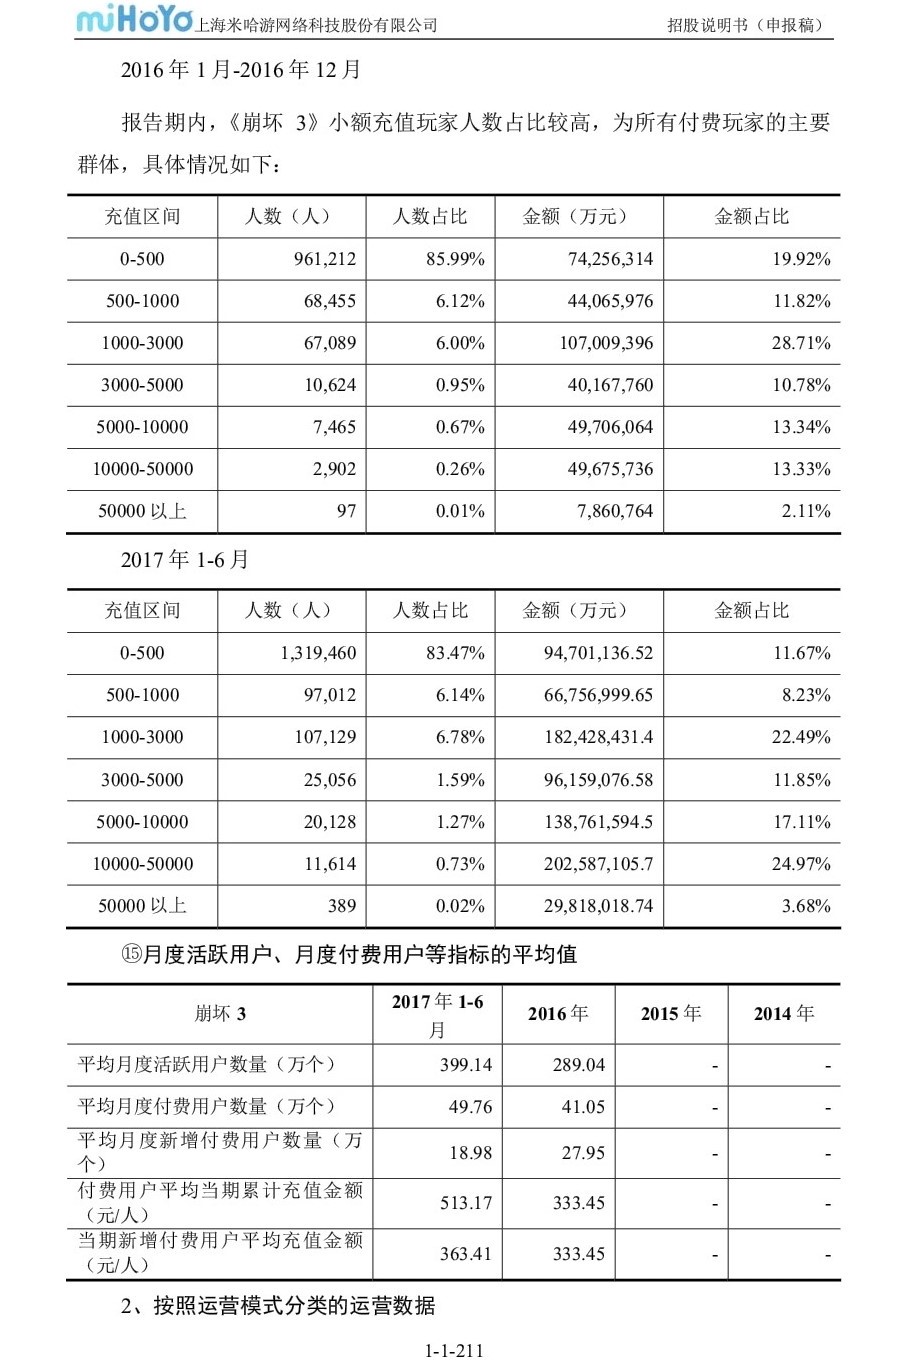 miHoYo 上海米哈游网络科技股份有限公司 招股说明书（申报稿）
2016 年 1 月-2016 年 12 月
报告期内，《崩坏 3》小额充值玩家人数占比较高，为所有付费玩家的主要
群体，具体情况如下：
充值区间 人数（人） 人数占比 金额（万元） 金额占比
0-500 961,212 85.99% 74,256,314 19.92%
500-1000 68,455 6.12% 44,065,976 11.82%
1000-3000 67,089 6.00% 107,009,396 28.71%
3000-5000 10,624 0.95% 40,167,760 10.78%
5000-10000 7,465 0.67% 49,706,064 13.34%
10000-50000 2,902 0.26% 49,675,736 13.33%
50000 以上 97 0.01% 7,860,764 2.11%
2017 年 1-6 月
充值区间 人数（人） 人数占比 金额（万元） 金额占比
0-500 1,319,460 83.47% 94,701,136.52 11.67%
500-1000 97,012 6.14% 66,756,999.65 8.23%
1000-3000 107,129 6.78% 182,428,431.4 22.49%
3000-5000 25,056 1.59% 96,159,076.58 11.85%
5000-10000 20,128 1.27% 138,761,594.5 17.11%
10000-50000 11,614 0.73% 202,587,105.7 24.97%
50000 以上 389 0.02% 29,818,018.74 3.68%
⑮月度活跃用户、月度付费用户等指标的平均值
崩坏 3 2017 年 1-6
月 2016 年 2015 年 2014 年
平均月度活跃用户数量（万个） 399.14 289.04 - -
平均月度付费用户数量（万个） 49.76 41.05 - -
平均月度新增付费用户数量（万
个） 18.98 27.95 - -
付费用户平均当期累计充值金额
（元/人） 513.17 333.45 - -
当期新增付费用户平均充值金额
（元/人） 363.41 333.45 - -
2、按照运营模式分类的运营数据
1-1-211